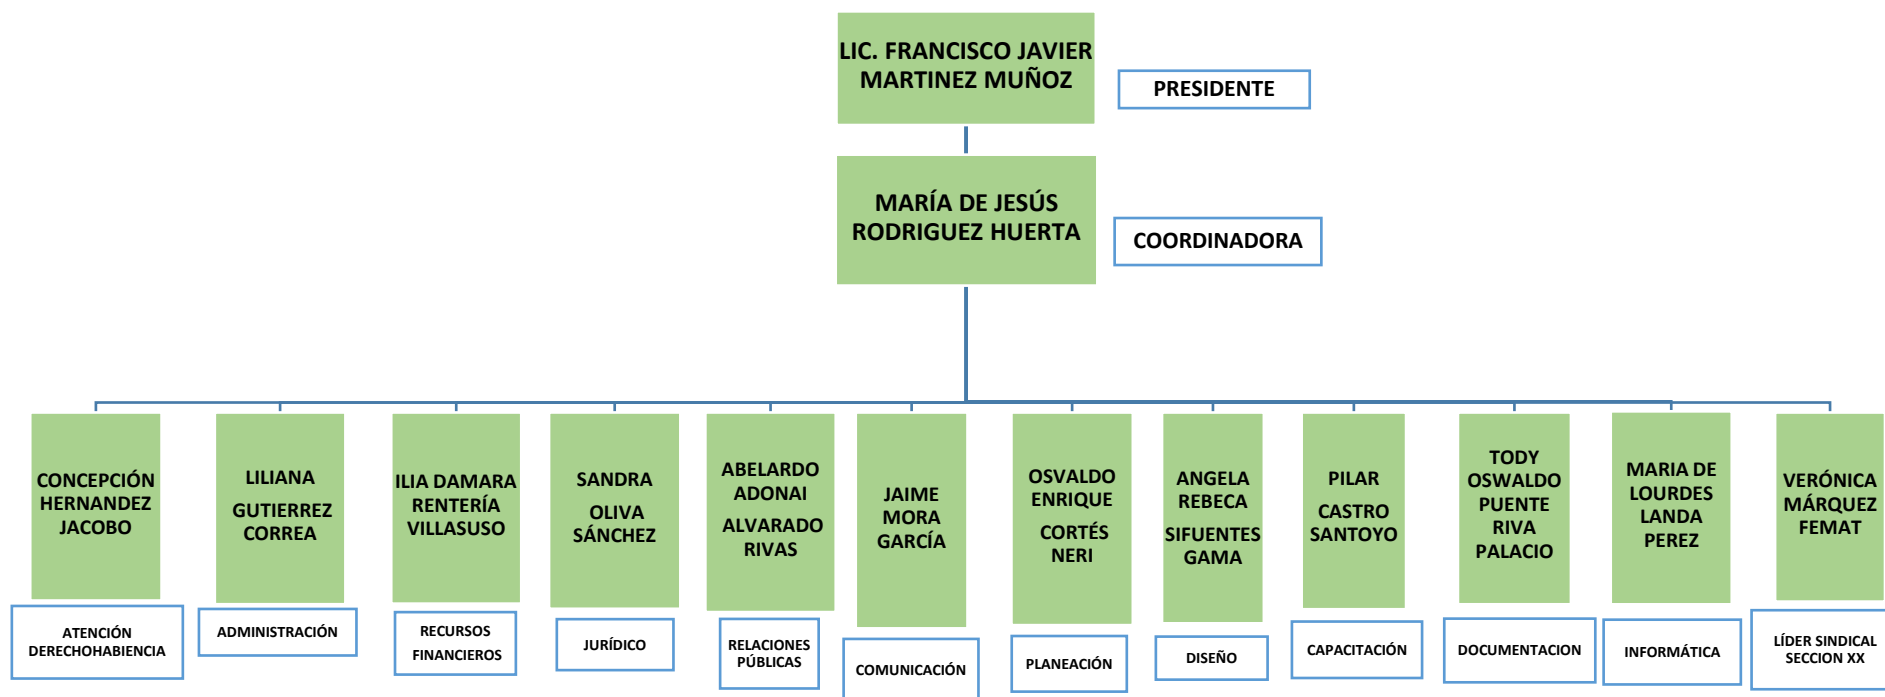 LIC. FRANCISCO JAVIER
MARTINEZ MUÑOZ
PRESIDENTE
MARÍA DE JESÚS
RODRIGUEZ HUERTA
COORDINADORA
CONCEPCIÓN
HERNANDEZ
JACOBO
ATENCIÓN
DERECHOHABIENCIA
LILIANA
GUTIERREZ
CORREA
ADMINISTRACIÓN
ILIA DAMARA
RENTERÍA
VILLASUSO
RECURSOS
FINANCIEROS
SANDRA
OLIVA
SÁNCHEZ
JURÍDICO
ABELARDO
ADONAI
ALVARADO
RIVAS
RELACIONES
PÚBLICAS
JAIME
MORA
GARCÍA
COMUNICACIÓN
OSVALDO
ENRIQUE
CORTÉS
NERI
PLANEACIÓN
ANGELA
REBECA
SIFUENTES
GAMA
DISEÑO
PILAR
CASTRO
SANTOYO
CAPACITACIÓN
TODY
OSWALDO
PUENTE
RIVA
PALACIO
DOCUMENTACION
MARIA DE
LOURDES
LANDA
PEREZ
INFORMÁTICA
VERÓNICA
MÁRQUEZ
FEMAT
LÍDER SINDICAL
SECCION XX